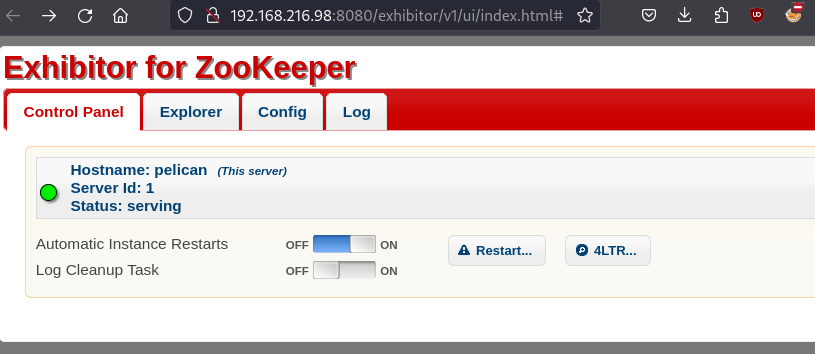 192.168.216.98:8080/exhibitor/v1/ui/index.html#
Exhibitor for ZooKeeper
Control Panel Explorer Config Log
Hostname: pelican (This server)
Server Id: 1
Status: serving
Automatic Instance Restarts OFF ON Restart... 4LTR...
Log Cleanup Task OFF ON